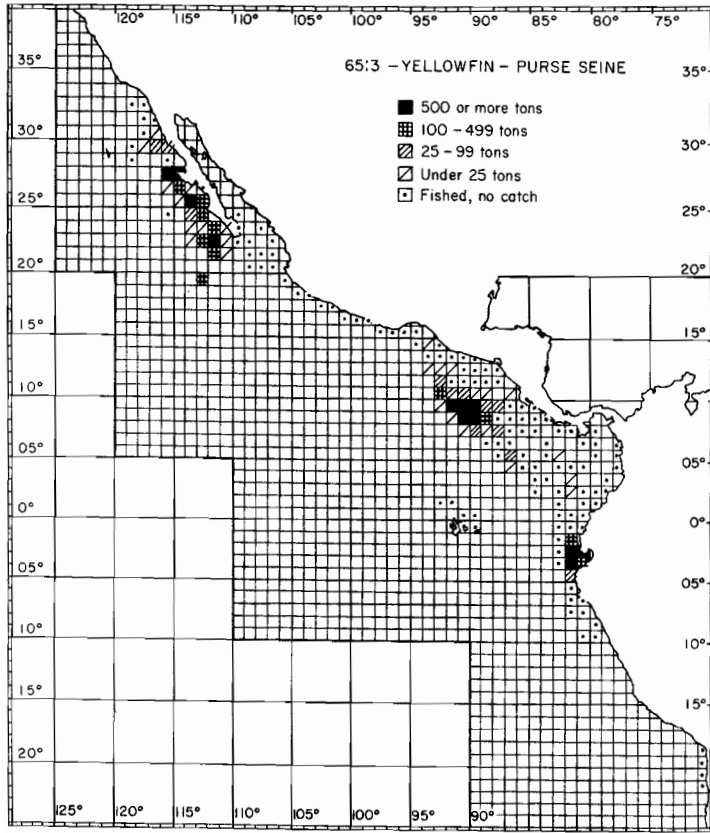 120° 115° 110° 105° 100° 95° 90° 85° 80° 75°
65:3 - YELLOWFIN - PURSE SEINE
500 or more tons
100 - 499 tons
25 - 99 tons
Under 25 tons
Fished, no catch
35° 35°
30° 30°
25° 25°
20° 20°
15° 15°
10°
05° 05°
0° 0°
05° 05°
10° 10°
15° 15°
20°
125° 120° 115° 110° 105° 100° 95° 90°